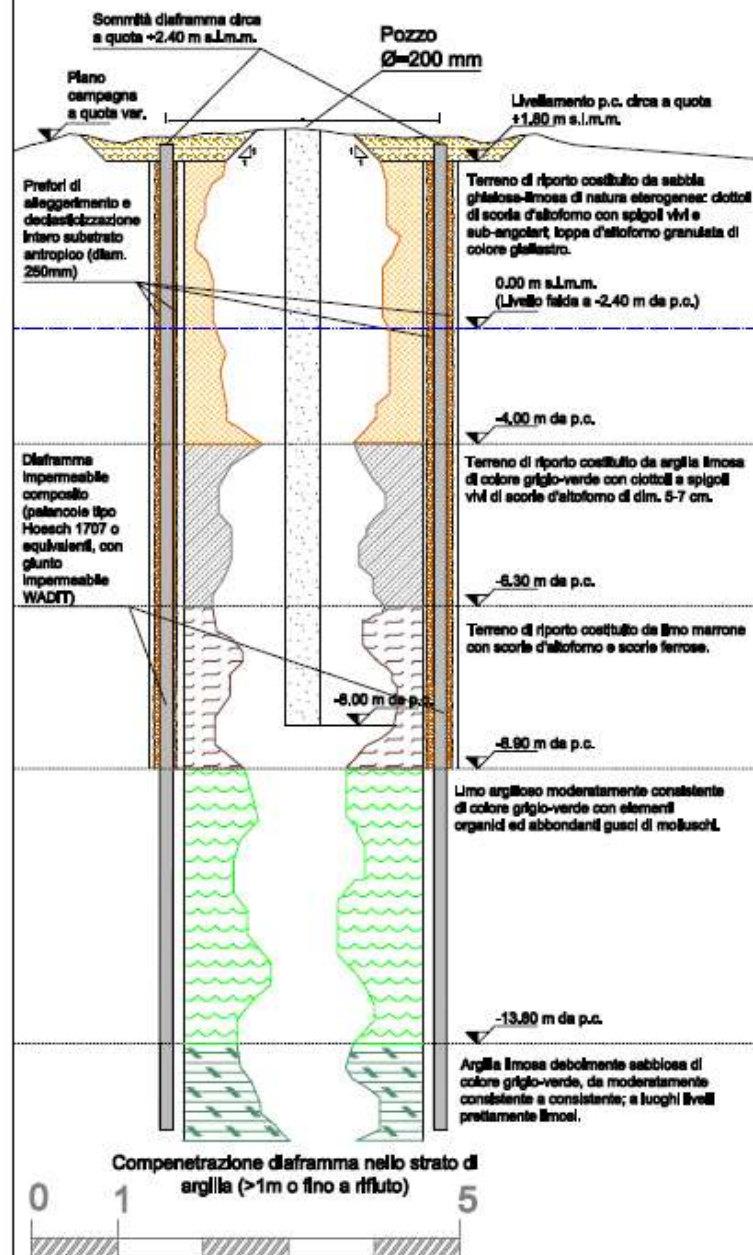 Sommità diaframma circa
a quota +2.40 m s.l.m.m.
Pozzo
Ø=200 mm
Piano
campagna
a quota var.
Livellamento p.c. circa a quota
+1.80 m s.l.m.m.
1
1
1
1
Prefori di
alleggerimento e
declasticizzazione
intero substrato
antropico (diam.
250mm)
Terreno di riporto costituito da sabbia
ghiaiosa-limosa di natura eterogenea: ciottoli
di scoria d'altoforno con spigoli vivi e
sub-angolari; loppa d'altoforno granulata di
colore giallastro.
0.00 m s.l.m.m.
(Livello falda a -2.40 m da p.c.)
-4.00 m da p.c.
Diaframma
impermeabile
composito
(palancole tipo
Hoesch 1707 o
equivalenti, con
giunto
impermeabile
WADIT)
Terreno di riporto costituito da argilla limosa
di colore grigio-verde con ciottoli a spigoli
vivi di scorie d'altoforno di dim. 5-7 cm.
-6.30 m da p.c.
Terreno di riporto costituito da limo marrone
con scorie d'altoforno e scorie ferrose.
-8.00 m da p.c.
-8.90 m da p.c.
Limo argilloso moderatamente consistente
di colore grigio-verde con elementi
organici ed abbondanti gusci di molluschi.
-13.80 m da p.c.
Argilla limosa debolmente sabbiosa di
colore grigio-verde, da moderatamente
consistente a consistente; a luoghi livelli
prettamente limosi.
Compenetrazione diaframma nello strato di
argilla (>1m o fino a rifiuto)
0 1 5